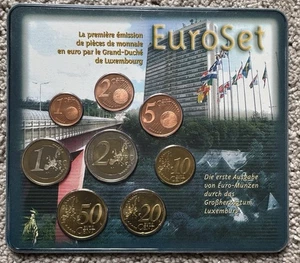 La première émission
de pièces de monnaie
en euro par le Grand-Duché
de Luxembourg
EuroSet
1
2
5
1
2
10
50
20
Die erste Ausgabe
von Euro-Münzen
durch das
Großherzogtum
Luxemburg